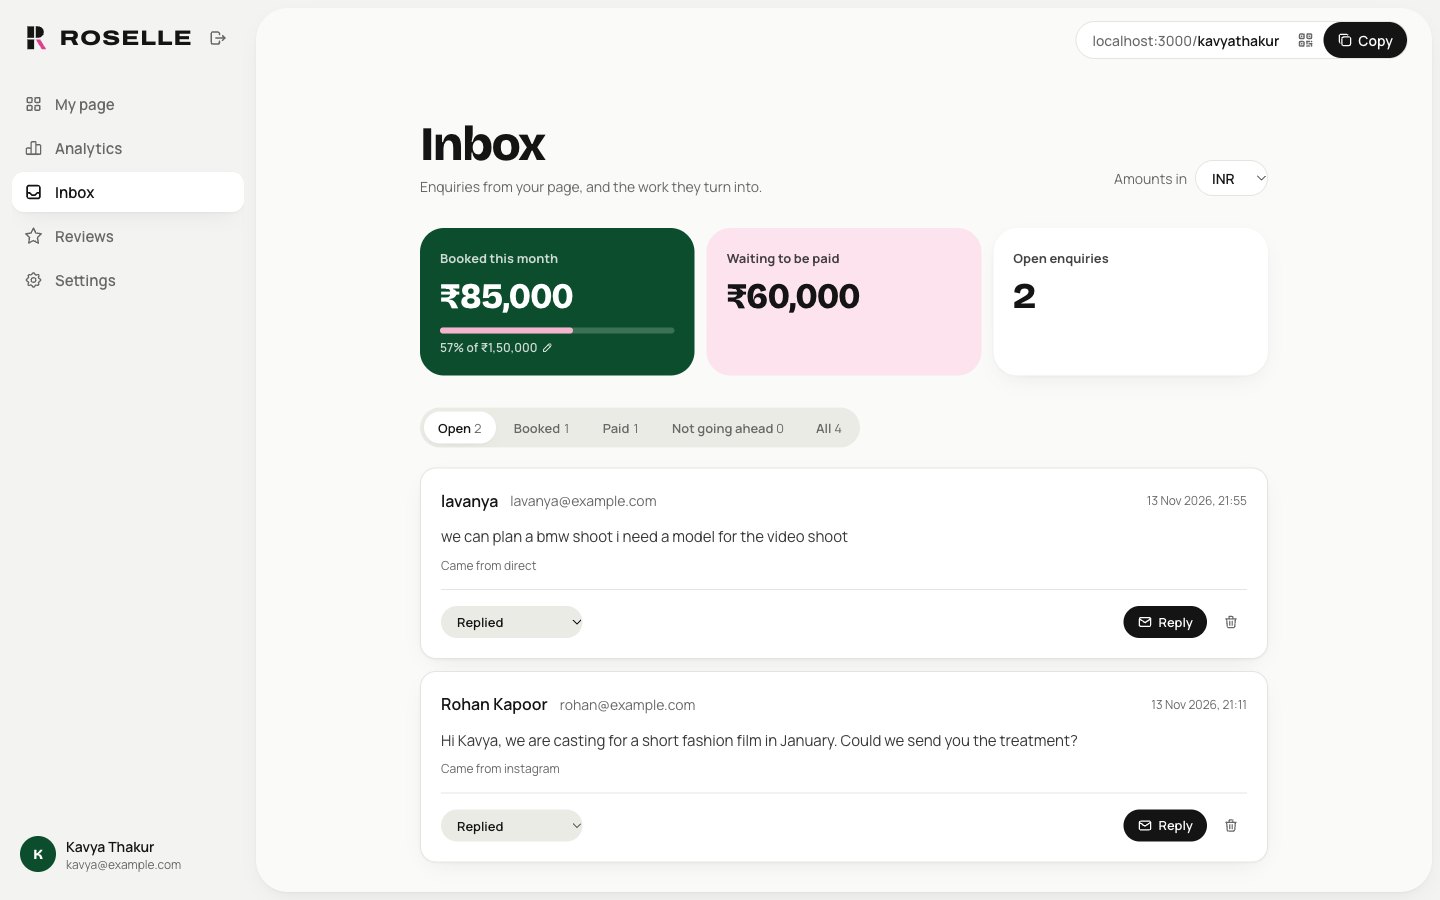 ROSELLE
localhost:3000/kavyathakur
Copy
My page
Analytics
Inbox
Reviews
Settings
Inbox
Enquiries from your page, and the work they turn into.
Amounts in INR
Booked this month
₹85,000
57% of ₹1,50,000
Waiting to be paid
₹60,000
Open enquiries
2
Open 2 Booked 1 Paid 1 Not going ahead 0 All 4
lavanya lavanya@example.com 13 Nov 2026, 21:55
we can plan a bmw shoot i need a model for the video shoot
Came from direct
Replied Reply
Rohan Kapoor rohan@example.com 13 Nov 2026, 21:11
Hi Kavya, we are casting for a short fashion film in January. Could we send you the treatment?
Came from instagram
Replied Reply
K
Kavya Thakur
kavya@example.com